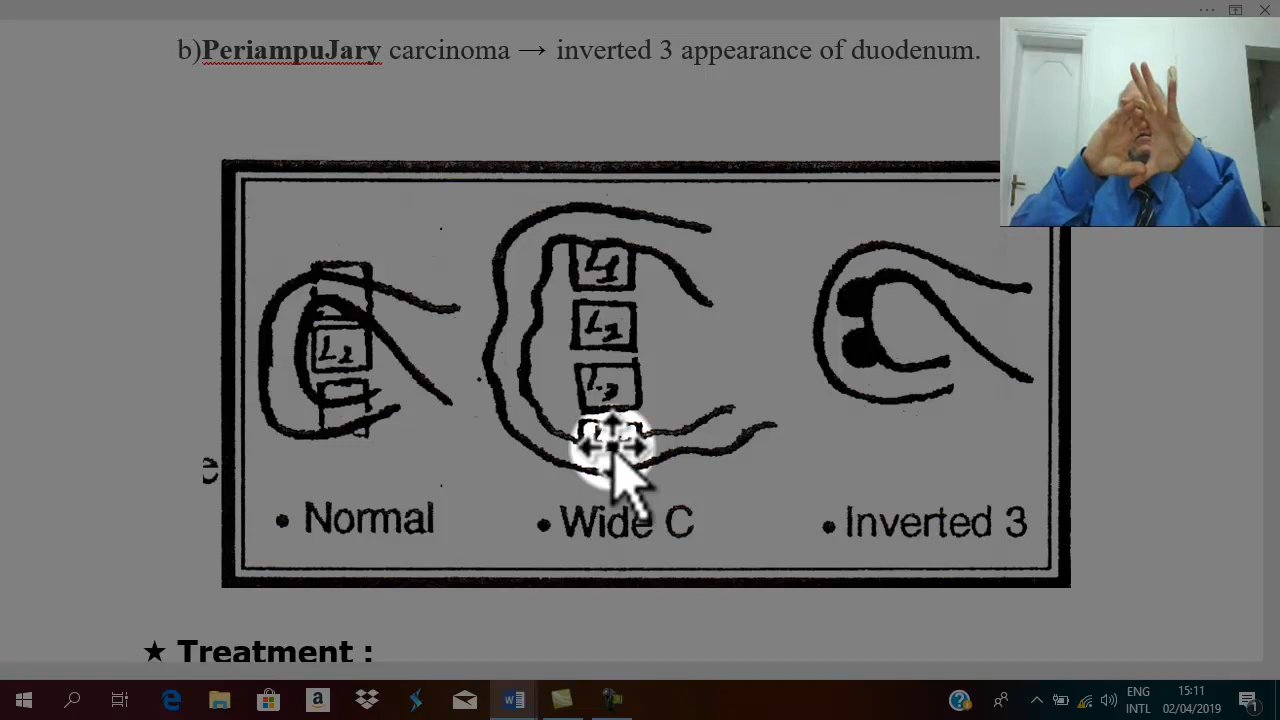 b)PeriampuJary carcinoma → inverted 3 appearance of duodenum.
L2
L1
L2
L3
e
• Normal
• Wide C
• Inverted 3
★ Treatment :
ENG
INTL
15:11
02/04/2019
1